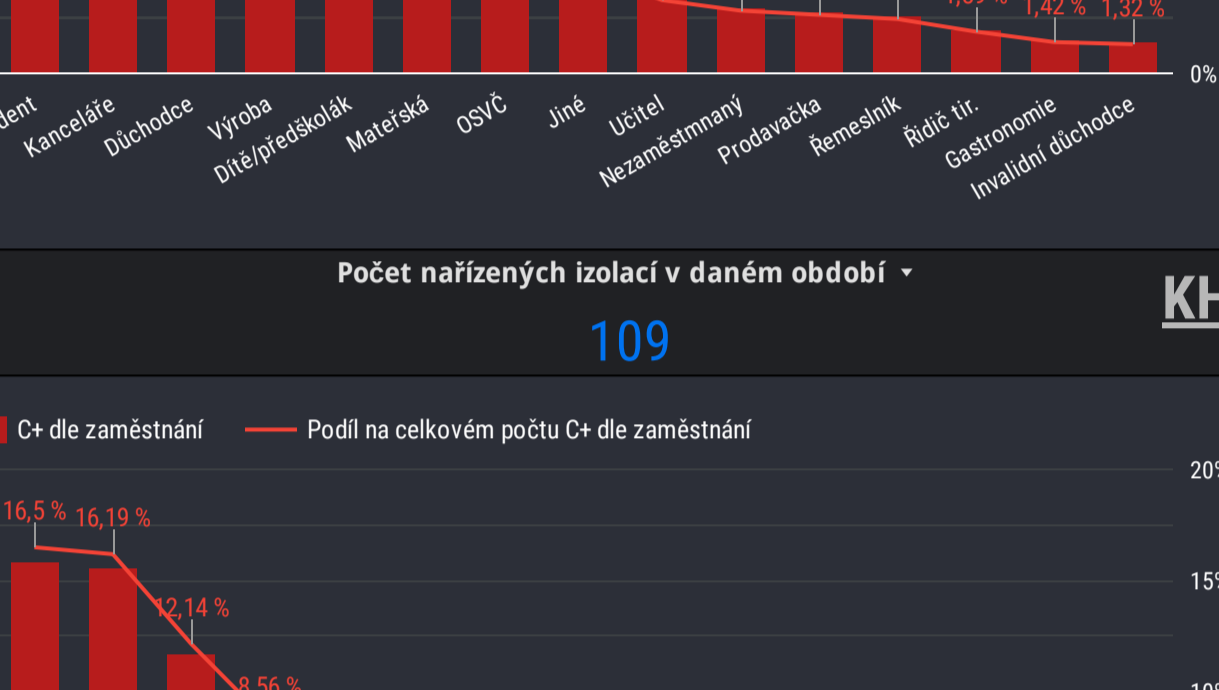 1,42 %
1,32 %
0%
Kanceláře
Důchodce
Výroba
Dítě/předškolák
Mateřská
OSVČ
Jiné
Učitel
Nezaměstmnaný
Prodavačka
Řemeslník
Řidič tir.
Gastronomie
Invalidní důchodce
Počet nařízených izolací v daném období
109
C+ dle zaměstnání
Podíl na celkovém počtu C+ dle zaměstnání
16,5 %
16,19 %
12,14 %
8,56 %